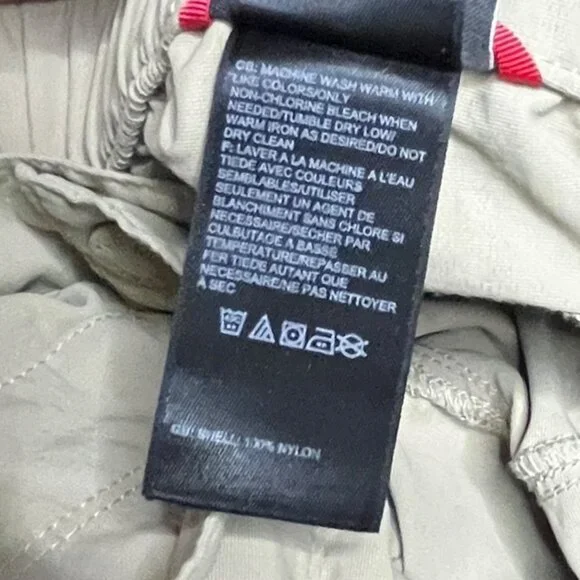 GB: MACHINE WASH WARM WITH
LIKE COLORS/ONLY
NON-CHLORINE BLEACH WHEN
NEEDED/TUMBLE DRY LOW/
WARM IRON AS DESIRED/DO NOT
DRY CLEAN
F: LAVER A LA MACHINE A L'EAU
TIEDE AVEC COULEURS
SEMBLABLES/UTILISER
SEULEMENT UN AGENT DE
BLANCHIMENT SANS CHLORE SI
NECESSAIRE/SECHER PAR
CULBUTAGE A BASSE
TEMPERATURE/REPASSER AU
FER TIEDE AUTANT QUE
NECESSAIRE/NE PAS NETTOYER
À SEC
GB: SHELL: 100% NYLON